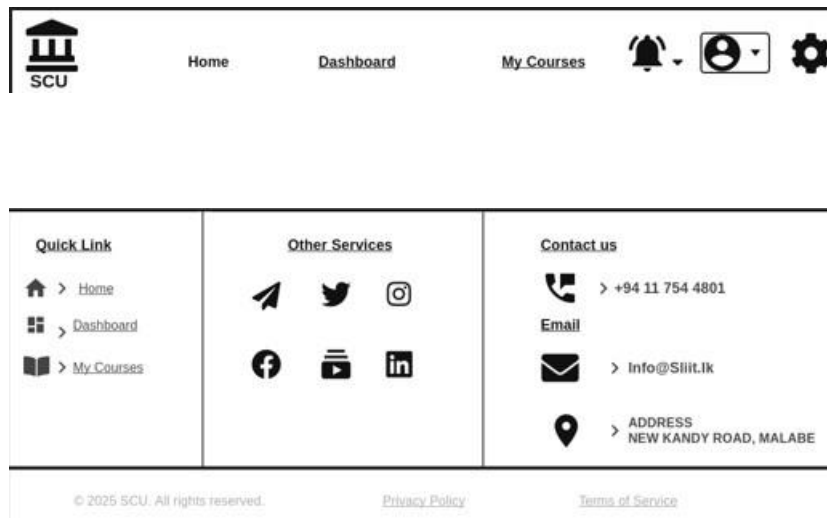 SCU
Home
Dashboard
My Courses
Quick Link
Home
Dashboard
My Courses
Other Services
Contact us
+94 11 754 4801
Email
Info@Sliit.lk
ADDRESS
NEW KANDY ROAD, MALABE
© 2025 SCU. All rights reserved.
Privacy Policy
Terms of Service